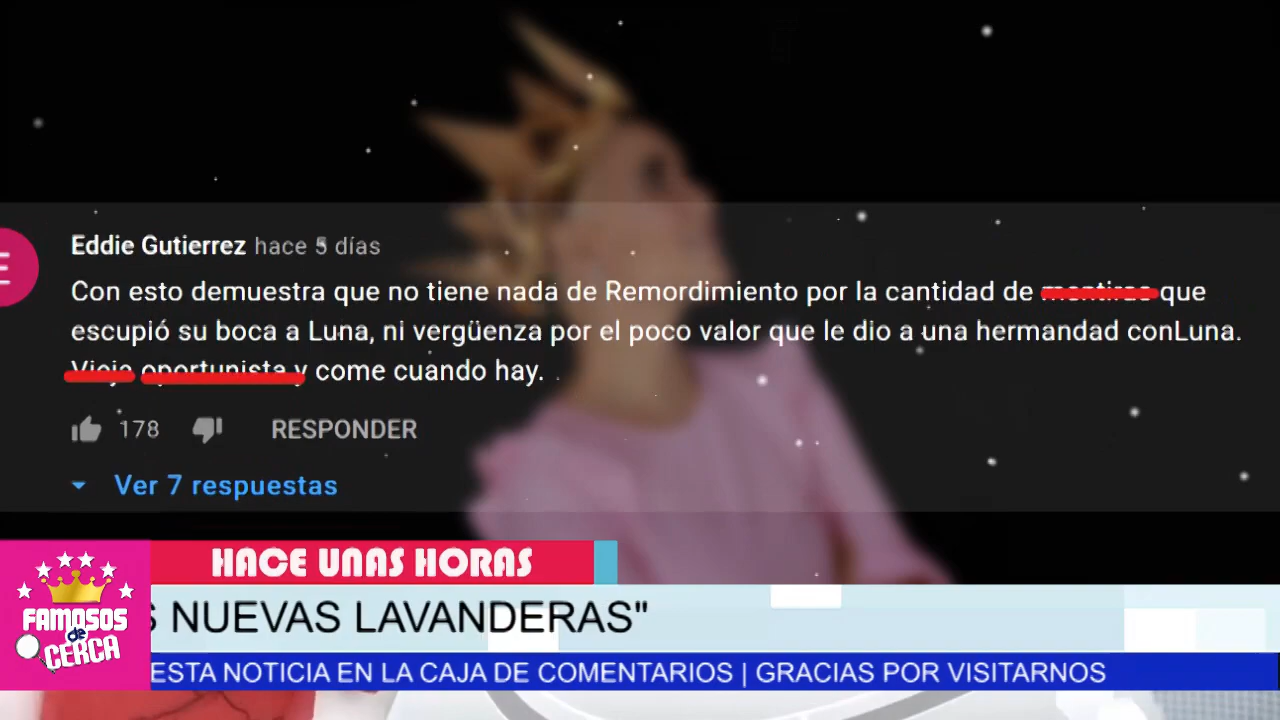 Eddie Gutierrez hace 5 días
E
Con esto demuestra que no tiene nada de Remordimiento por la cantidad de mentiras que
escupió su boca a Luna, ni vergüenza por el poco valor que le dio a una hermandad conLuna.
Vieja oportunista y come cuando hay.
178 RESPONDER
Ver 7 respuestas
HACE UNAS HORAS
S NUEVAS LAVANDERAS"
FAMOSOS
de
CERCA
ESTA NOTICIA EN LA CAJA DE COMENTARIOS | GRACIAS POR VISITARNOS